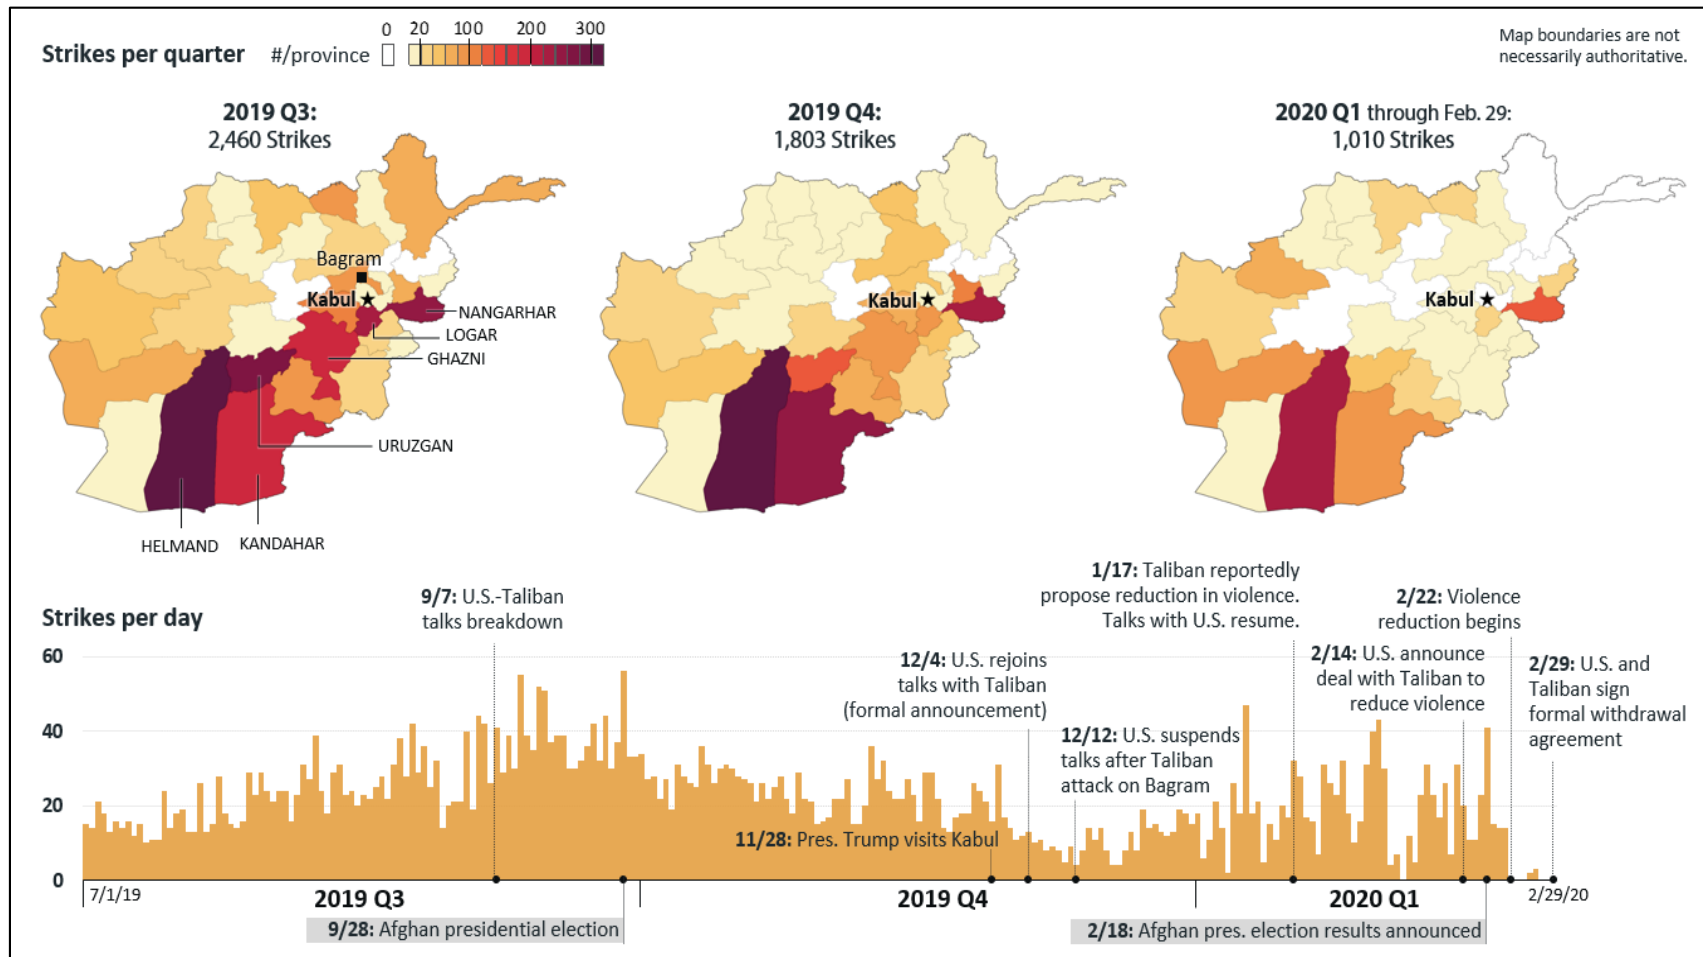 Strikes per quarter #/province 0 20 100 200 300
Map boundaries are not
necessarily authoritative.
2019 Q3:
2,460 Strikes
2019 Q4:
1,803 Strikes
2020 Q1 through Feb. 29:
1,010 Strikes
Bagram
Kabul
NANGARHAR
LOGAR
GHAZNI
URUZGAN
HELMAND
KANDAHAR
Kabul
Kabul
Strikes per day
60
40
20
0
9/7: U.S.-Taliban
talks breakdown
12/4: U.S. rejoins
talks with Taliban
(formal announcement)
11/28: Pres. Trump visits Kabul
12/12: U.S. suspends
talks after Taliban
attack on Bagram
1/17: Taliban reportedly
propose reduction in violence.
Talks with U.S. resume.
2/14: U.S. announce
deal with Taliban to
reduce violence
2/22: Violence
reduction begins
2/29: U.S. and
Taliban sign
formal withdrawal
agreement
7/1/19
2019 Q3
2019 Q4
2020 Q1
2/29/20
9/28: Afghan presidential election
2/18: Afghan pres. election results announced